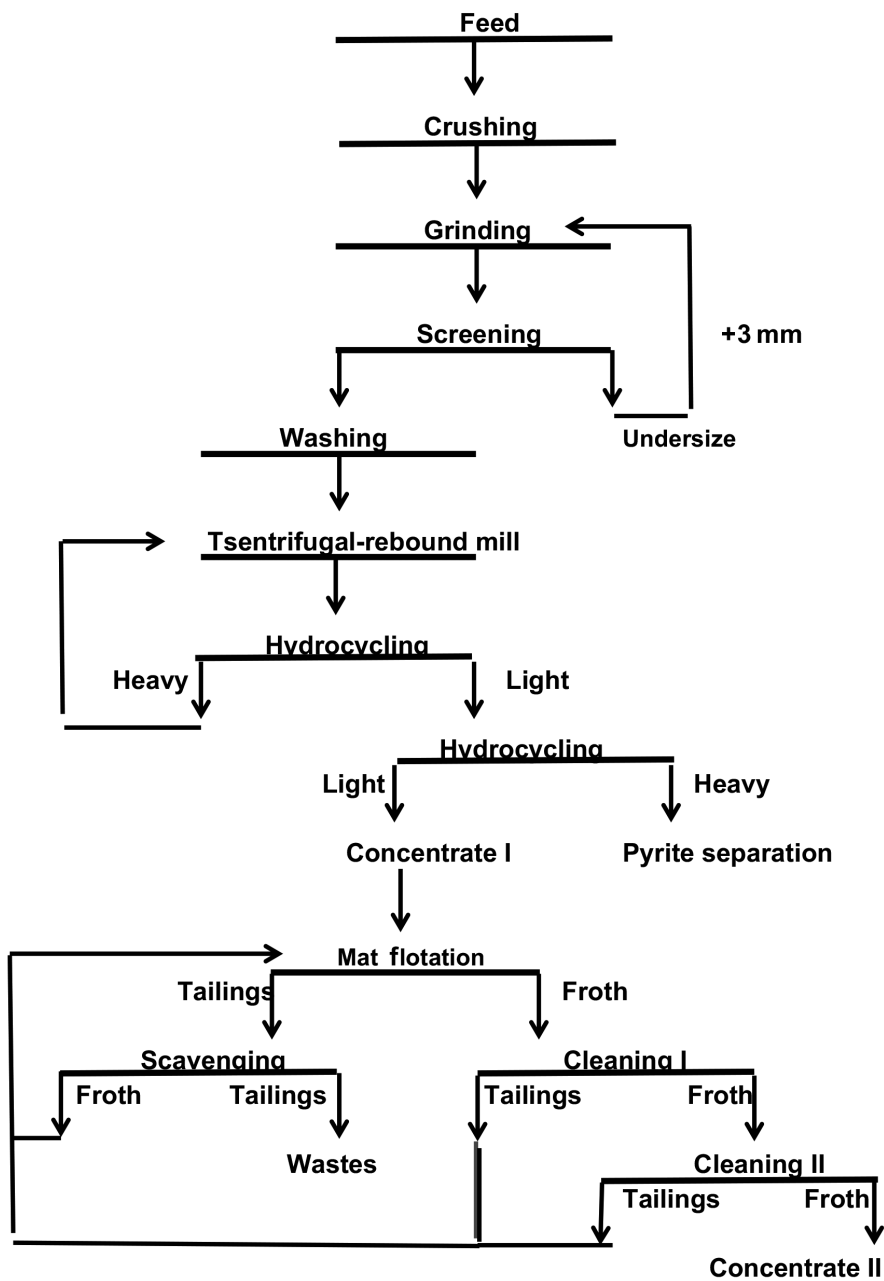 Feed
Crushing
Grinding
Screening
+3 mm
Washing
Undersize
Tsentrifugal-rebound mill
Hydrocycling
Heavy
Light
Hydrocycling
Light
Heavy
Concentrate I
Pyrite separation
Mat flotation
Tailings
Froth
Scavenging
Cleaning I
Froth
Tailings
Tailings
Froth
Wastes
Cleaning II
Tailings
Froth
Concentrate II